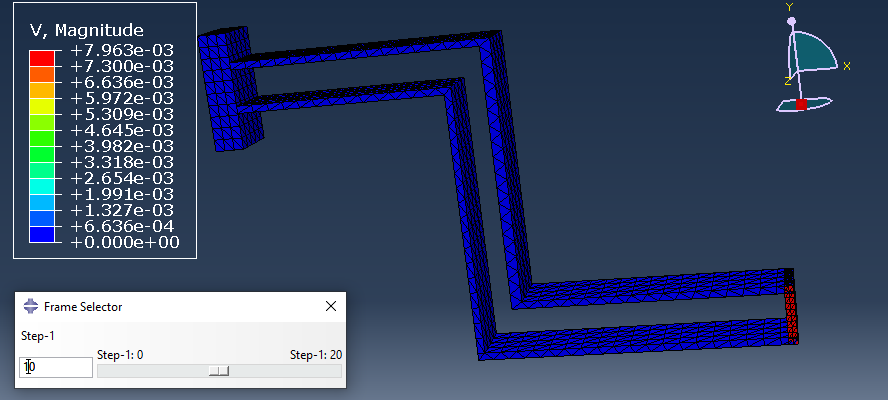 V, Magnitude
+7.963e-03
+7.300e-03
+6.636e-03
+5.972e-03
+5.309e-03
+4.645e-03
+3.982e-03
+3.318e-03
+2.654e-03
+1.991e-03
+1.327e-03
+6.636e-04
+0.000e+00
Y
X
Z
Frame Selector
Step-1
Step-1: 0
Step-1: 20
10